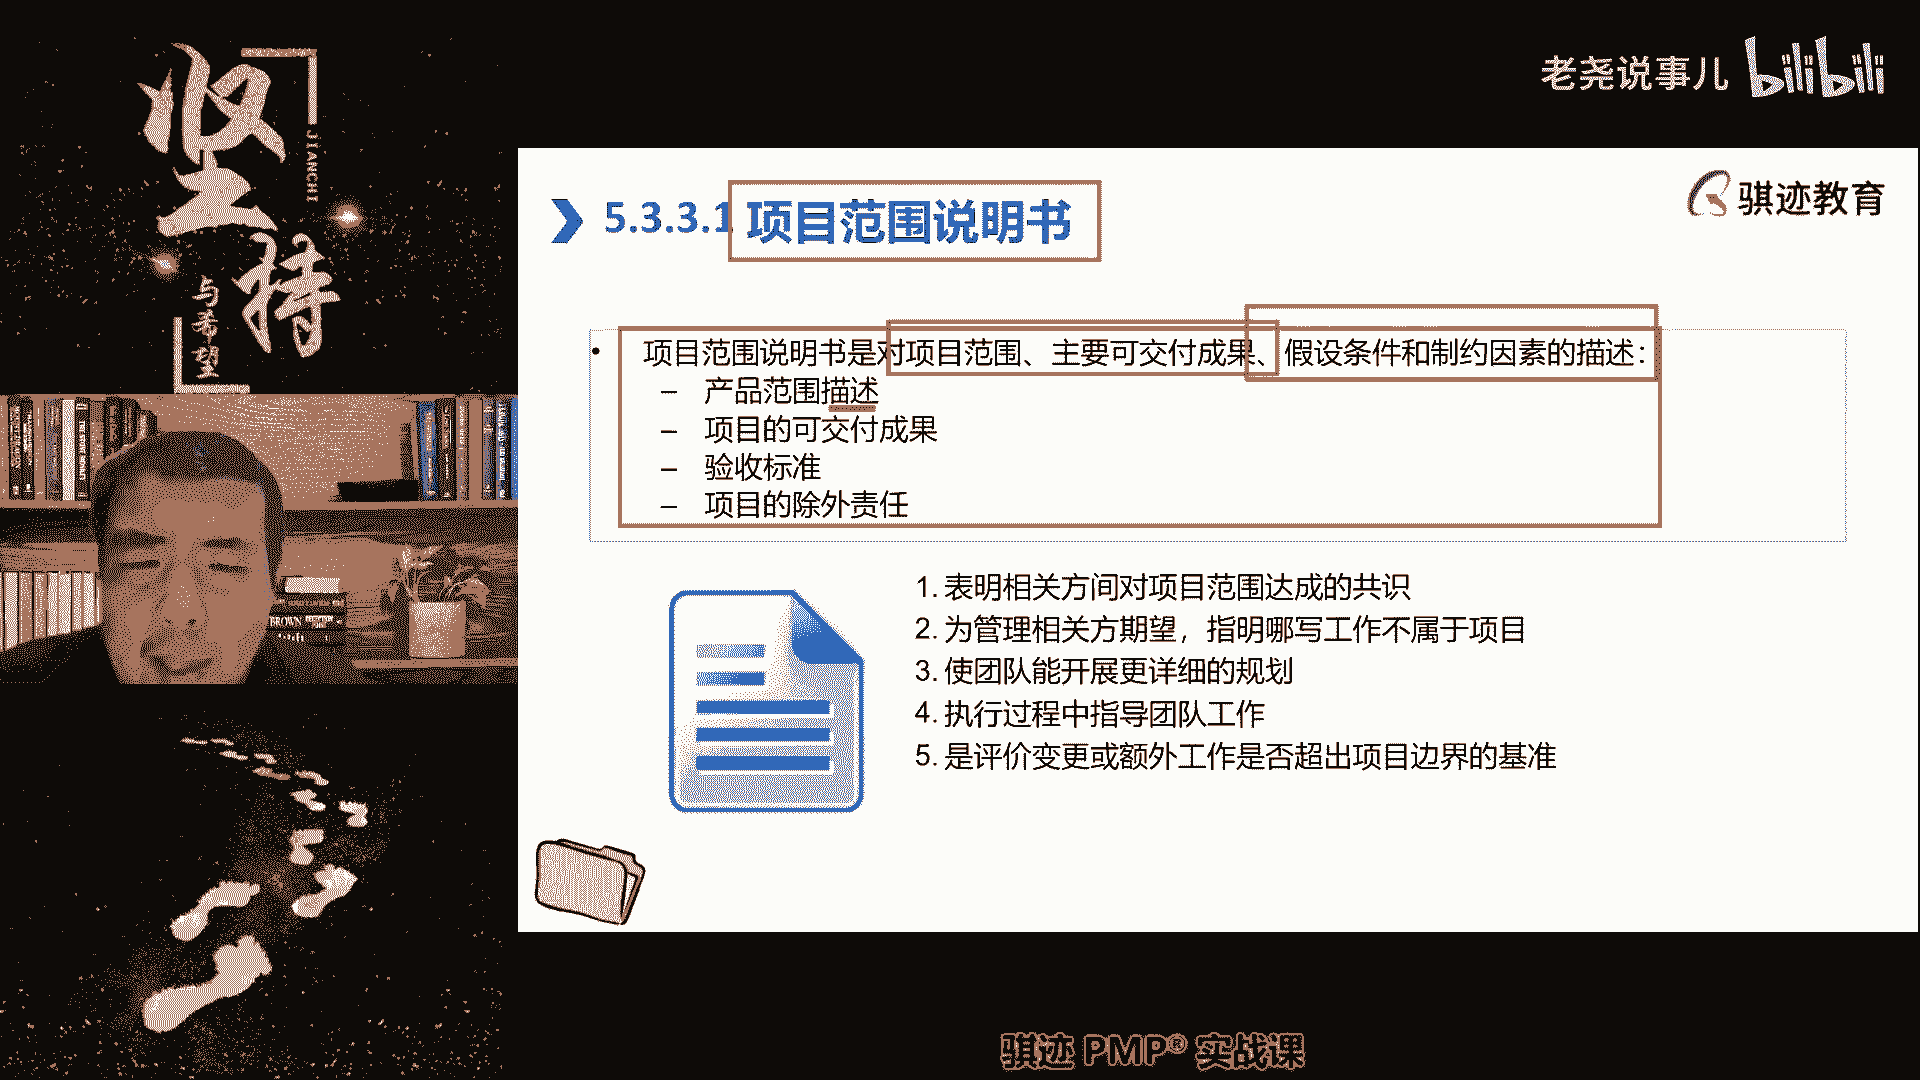 坚持
JIANCHI
与希望
老尧说事儿 bilibili
骐迹教育
5.3.3.1 项目范围说明书
• 项目范围说明书是对项目范围、主要可交付成果、假设条件和制约因素的描述：
– 产品范围描述
– 项目的可交付成果
– 验收标准
– 项目的除外责任
1. 表明相关方间对项目范围达成的共识
2. 为管理相关方期望，指明哪写工作不属于项目
3. 使团队能开展更详细的规划
4. 执行过程中指导团队工作
5. 是评价变更或额外工作是否超出项目边界的基准
BROWN
骐迹 PMP® 实战课